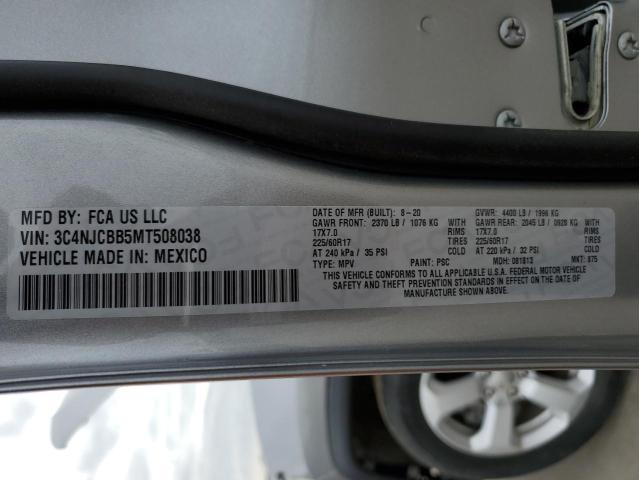 MFD BY: FCA US LLC
VIN: 3C4NJCBB5MT508038
VEHICLE MADE IN: MEXICO
DATE OF MFR (BUILT): 8-20 GVWR: 4400 LB / 1996 KG
GAWR FRONT: 2370 LB / 1076 KG GAWR REAR: 2045 LB / 0928 KG
17X7.0 RIMS 17X7.0
225/60R17 TIRES 225/60R17
AT 240 kPa / 35 PSI COLD AT 220 kPa / 32 PSI
RIMS
TIRES
COLD
TYPE: MPV PAINT: PSC MDH: 081813 MKT: 875
THIS VEHICLE CONFORMS TO ALL APPLICABLE U.S.A. FEDERAL MOTOR VEHICLE
SAFETY AND THEFT PREVENTION STANDARDS IN EFFECT ON THE DATE OF
MANUFACTURE SHOWN ABOVE.